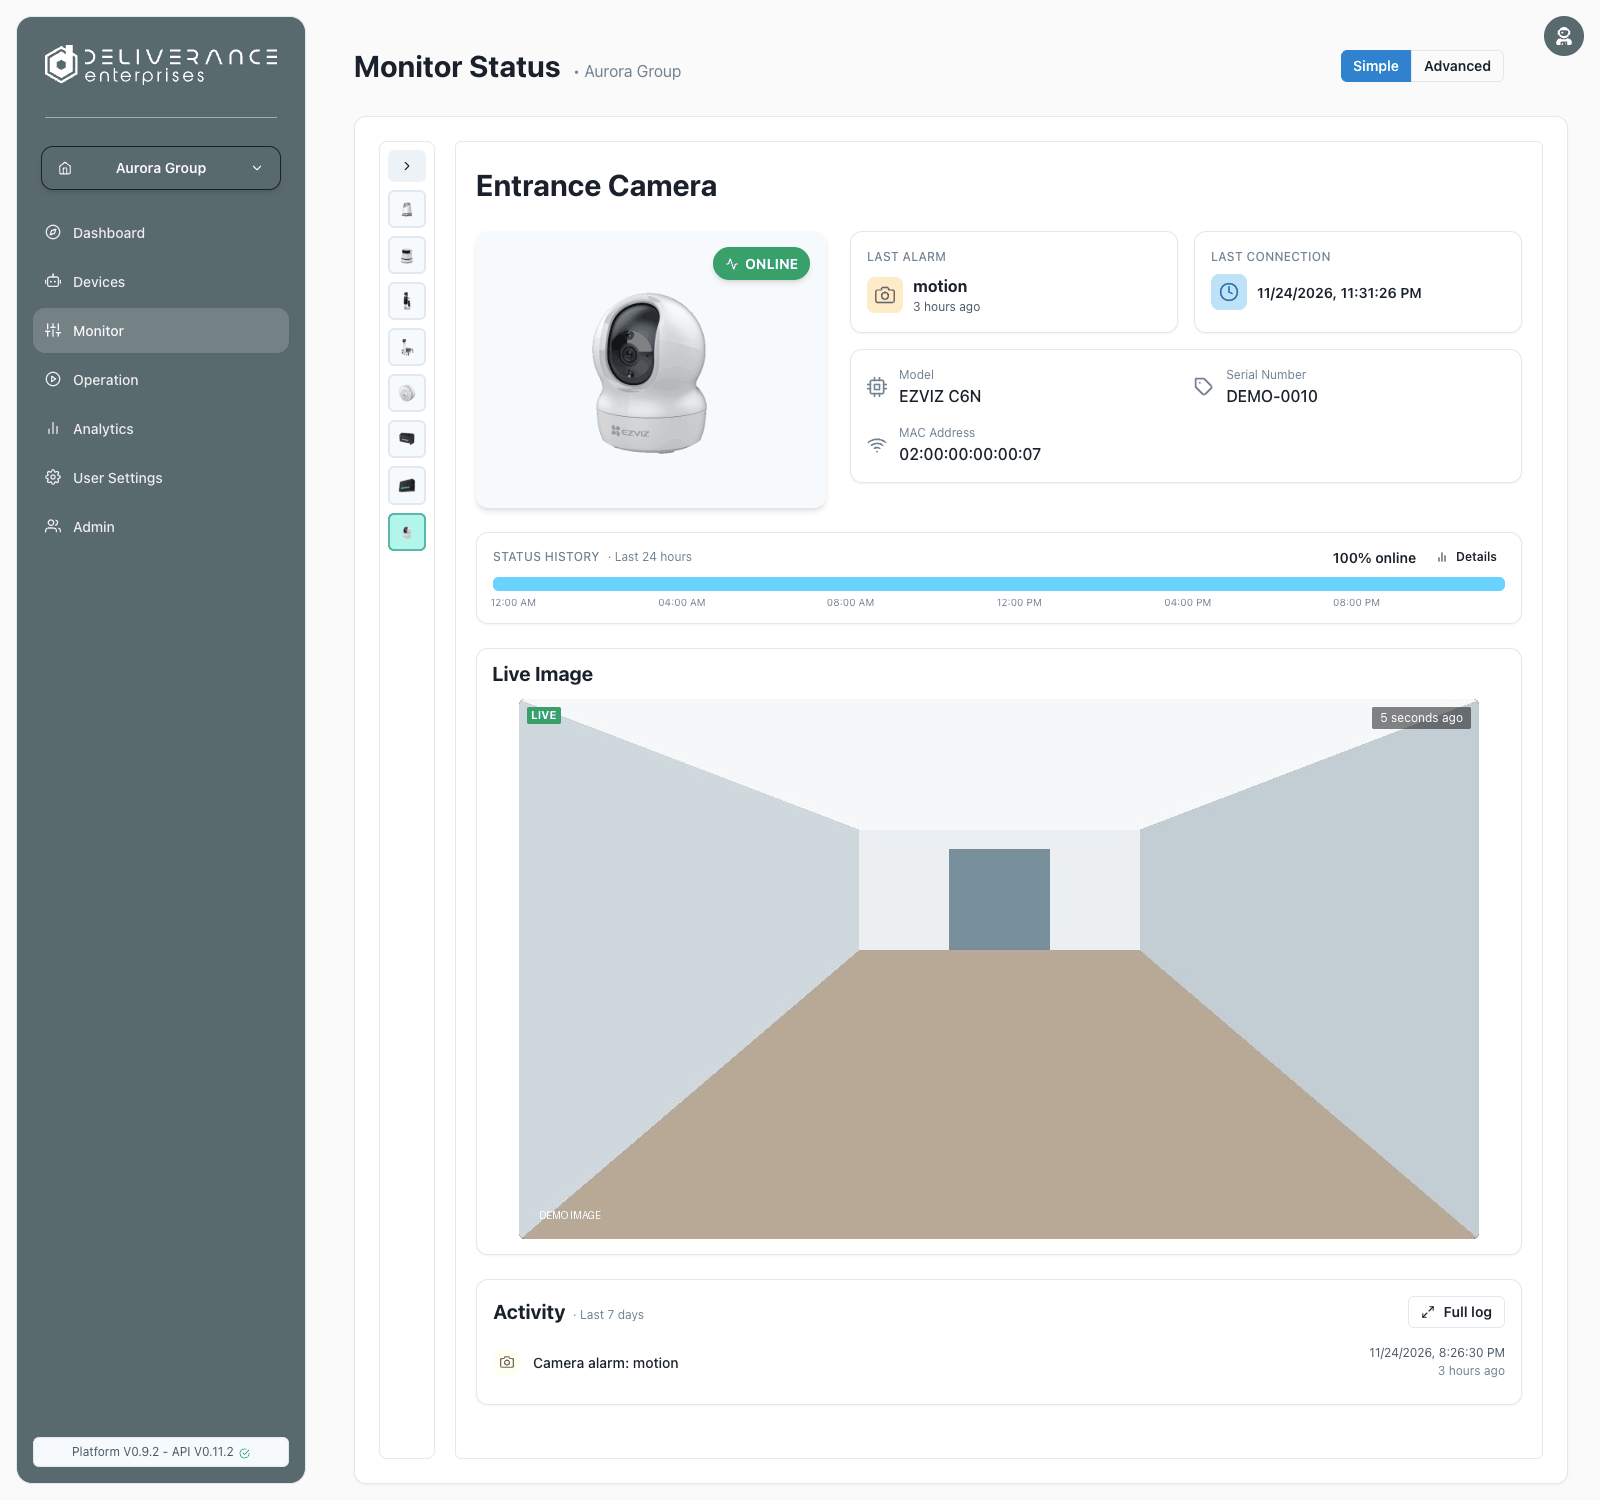 DELIVERANCE
enterprises
Aurora Group
Dashboard
Devices
Monitor
Operation
Analytics
User Settings
Admin
Platform V0.9.2 - API V0.11.2
Monitor Status · Aurora Group
Simple Advanced
Entrance Camera
ONLINE
EZVIZ
LAST ALARM
motion
3 hours ago
LAST CONNECTION
11/24/2026, 11:31:26 PM
Model
EZVIZ C6N
Serial Number
DEMO-0010
MAC Address
02:00:00:00:00:07
STATUS HISTORY · Last 24 hours
100% online Details
12:00 AM 04:00 AM 08:00 AM 12:00 PM 04:00 PM 08:00 PM
Live Image
LIVE
5 seconds ago
DEMO IMAGE
Activity · Last 7 days
Full log
Camera alarm: motion
11/24/2026, 8:26:30 PM
3 hours ago